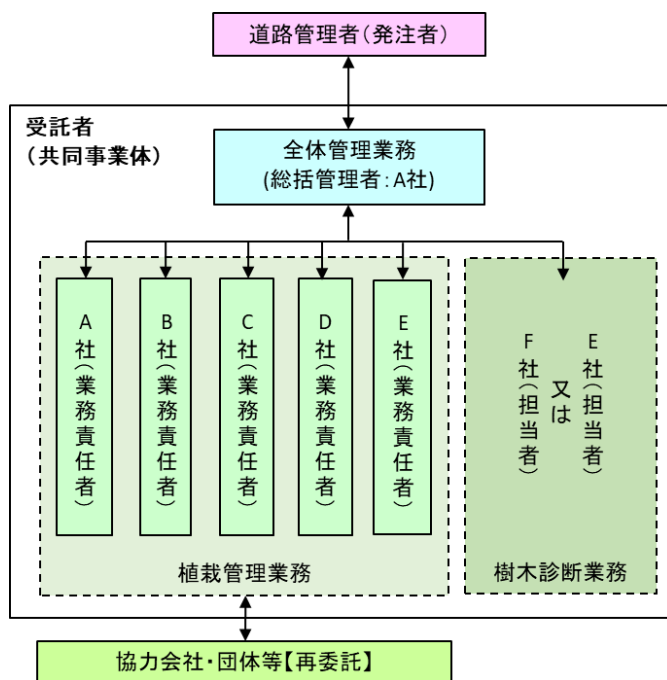 道路管理者(発注者)
受託者
(共同事業体)
全体管理業務
(総括管理者:A社)
A社(業務責任者)
B社(業務責任者)
C社(業務責任者)
D社(業務責任者)
E社(業務責任者)
E社(担当者)
又は
F社(担当者)
植栽管理業務
樹木診断業務
協力会社・団体等【再委託】